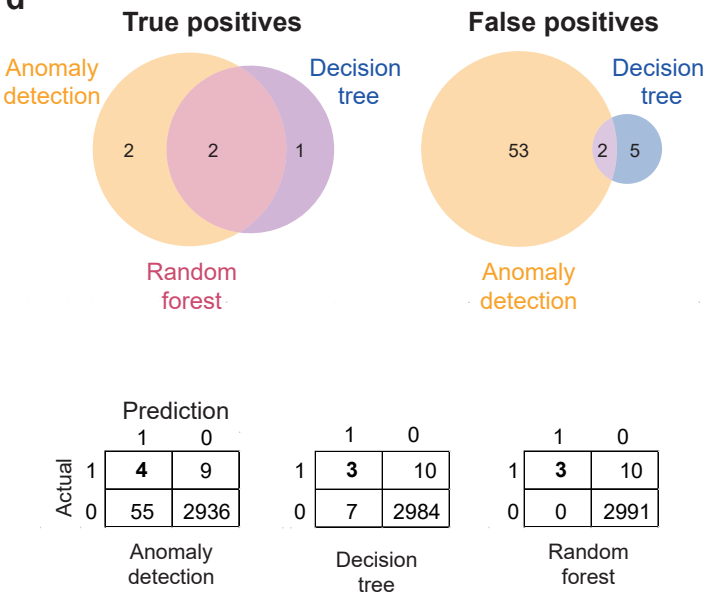 d
True positives
False positives
Anomaly
detection
Decision
tree
2
2
1
Random
forest
Decision
tree
53
2
5
Anomaly
detection
Prediction
1 0
Actual
1 4 9
0 55 2936
Anomaly
detection
1 0
1 3 10
0 7 2984
Decision
tree
1 0
1 3 10
0 0 2991
Random
forest